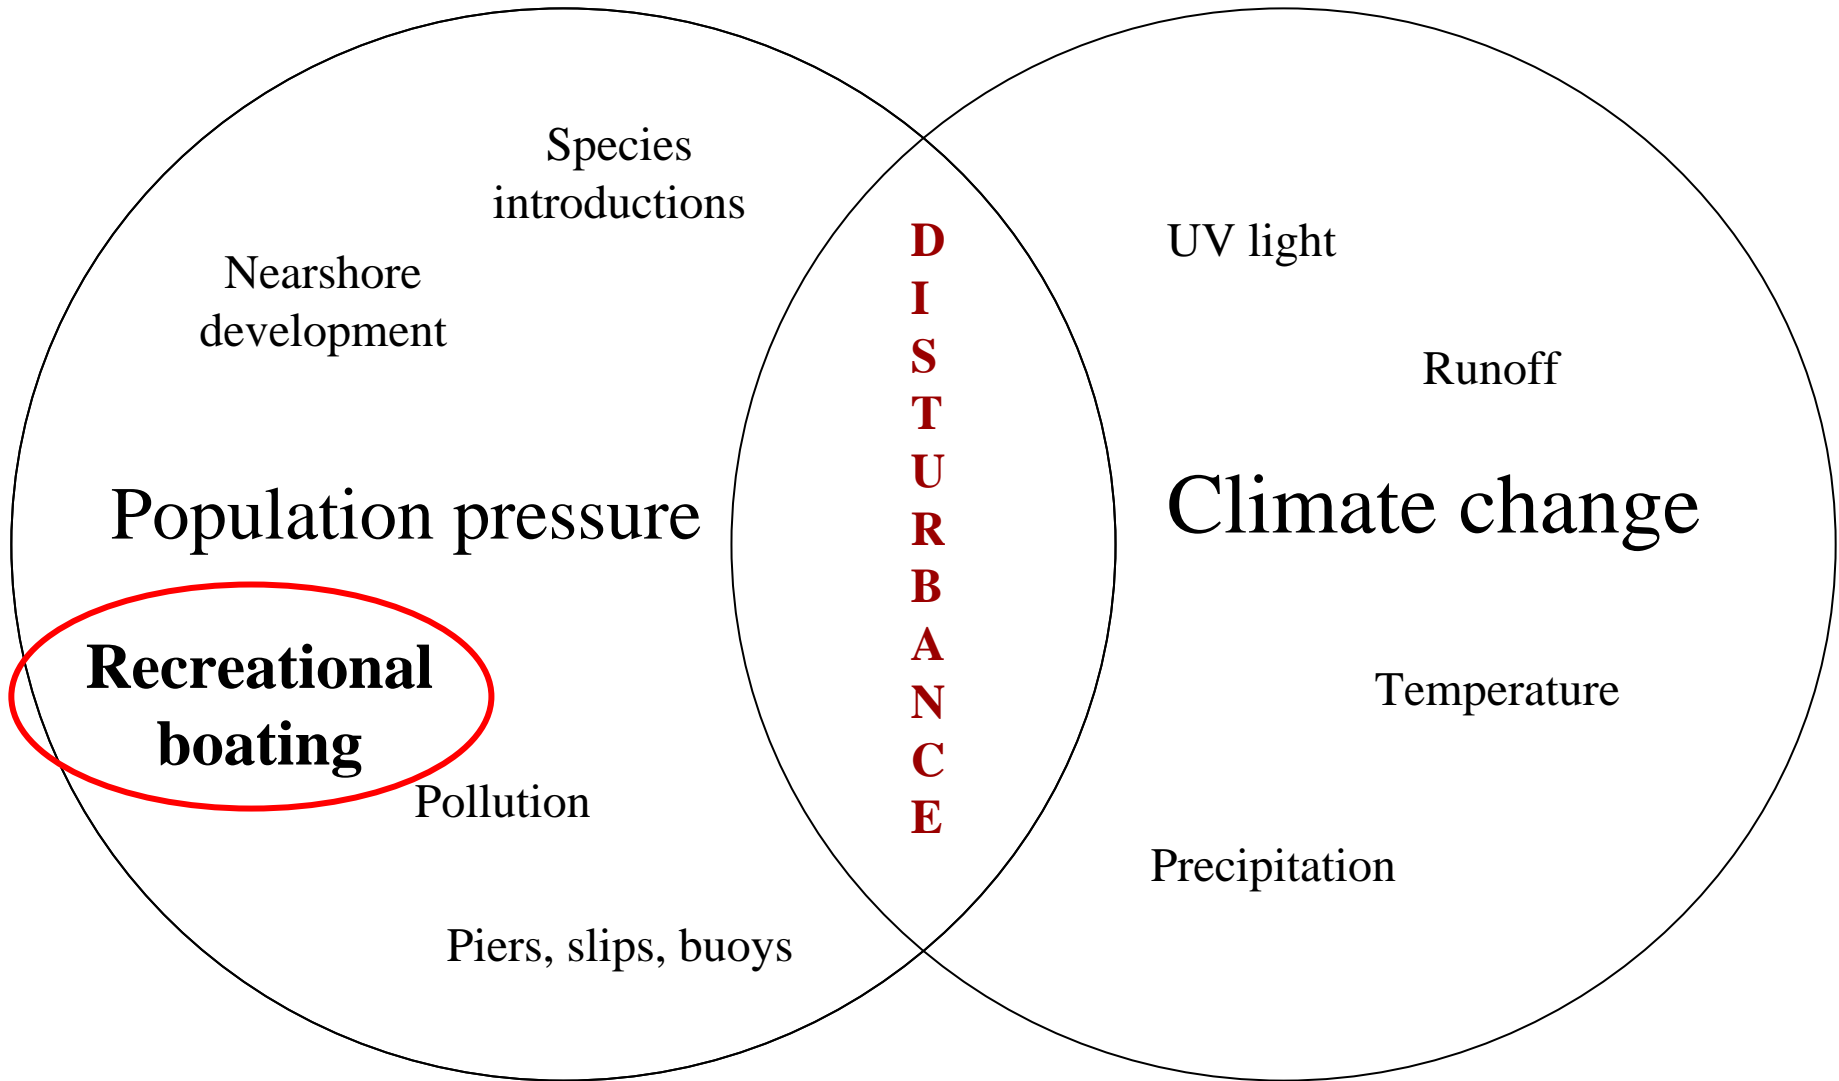 Species
introductions
Nearshore
development
Population pressure
Recreational
boating
Pollution
Piers, slips, buoys
D
I
S
T
U
R
B
A
N
C
E
UV light
Runoff
Climate change
Temperature
Precipitation